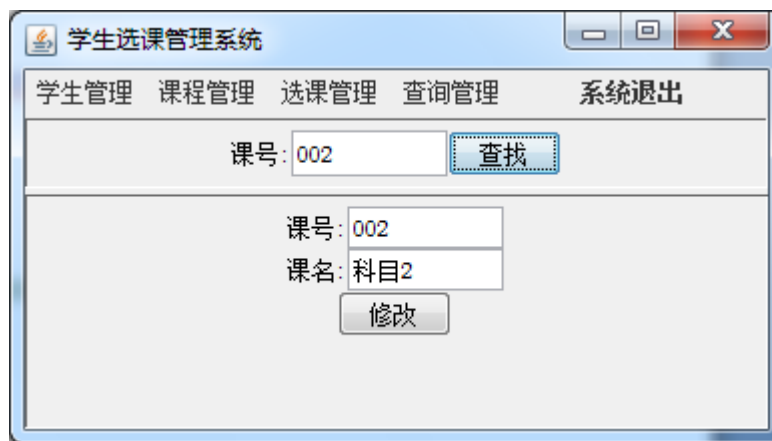 学生选课管理系统
学生管理 课程管理 选课管理 查询管理 系统退出
课号: 002 查找
课号: 002
课名: 科目2
修改